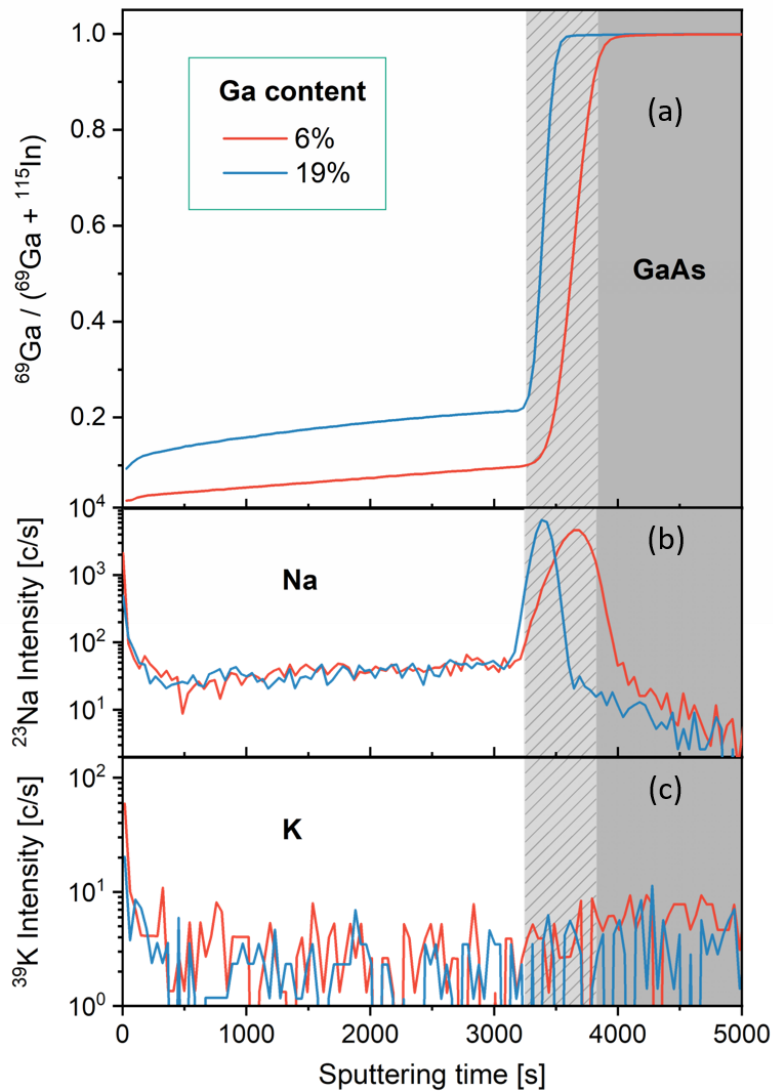 1.0
0.8
0.6
0.4
0.2
⁶⁹Ga / (⁶⁹Ga + ¹¹⁵In)
Ga content
6%
19%
(a)
GaAs
10⁴
10³
10²
10¹
²³Na Intensity [c/s]
Na
(b)
10²
10¹
10⁰
³⁹K Intensity [c/s]
K
(c)
0 1000 2000 3000 4000 5000
Sputtering time [s]